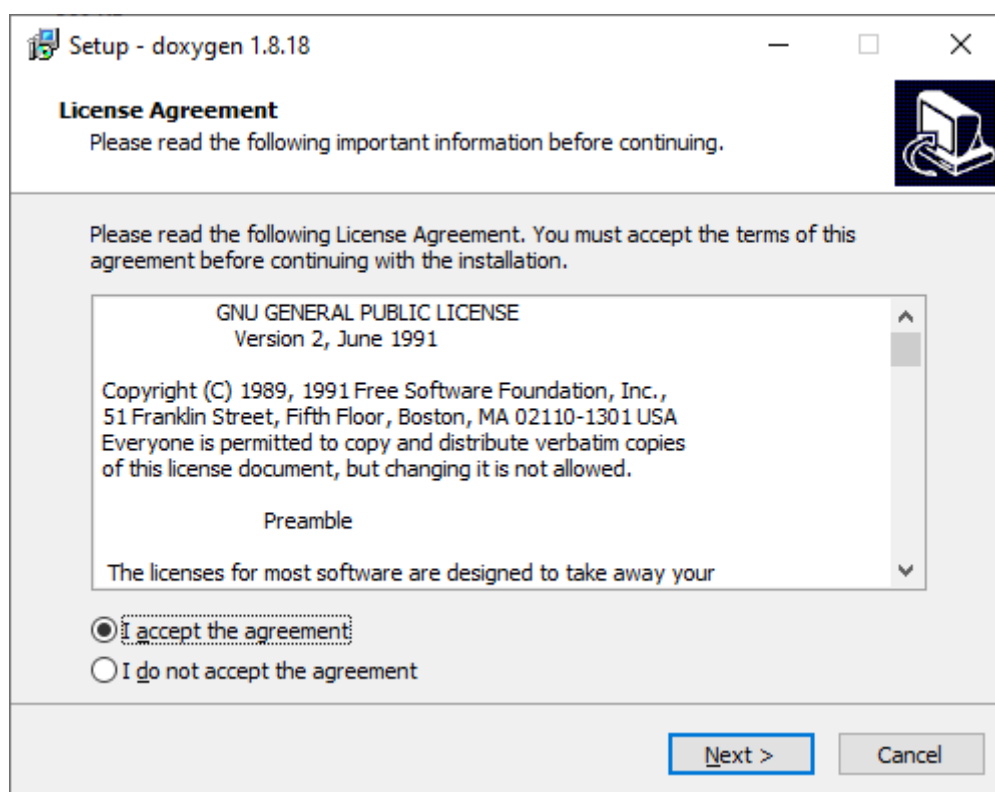 Setup - doxygen 1.8.18
License Agreement
Please read the following important information before continuing.
Please read the following License Agreement. You must accept the terms of this
agreement before continuing with the installation.
GNU GENERAL PUBLIC LICENSE
Version 2, June 1991
Copyright (C) 1989, 1991 Free Software Foundation, Inc.,
51 Franklin Street, Fifth Floor, Boston, MA 02110-1301 USA
Everyone is permitted to copy and distribute verbatim copies
of this license document, but changing it is not allowed.
Preamble
The licenses for most software are designed to take away your
I accept the agreement
I do not accept the agreement
Next >
Cancel